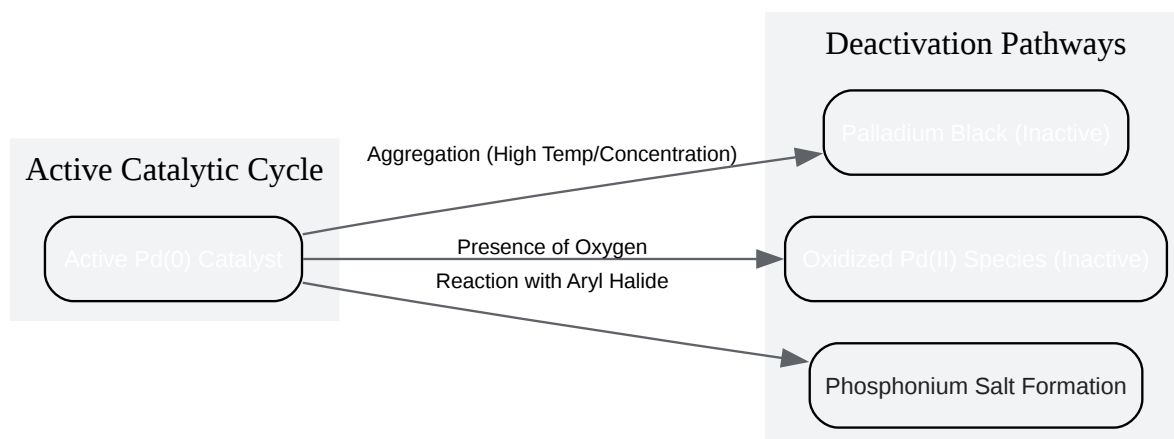 Deactivation Pathways
Palladium Black (Inactive)
Aggregation (High Temp/Concentration)
Active Catalytic Cycle
Active Pd(0) Catalyst
Presence of Oxygen
Oxidized Pd(II) Species (Inactive)
Reaction with Aryl Halide
Phosphonium Salt Formation